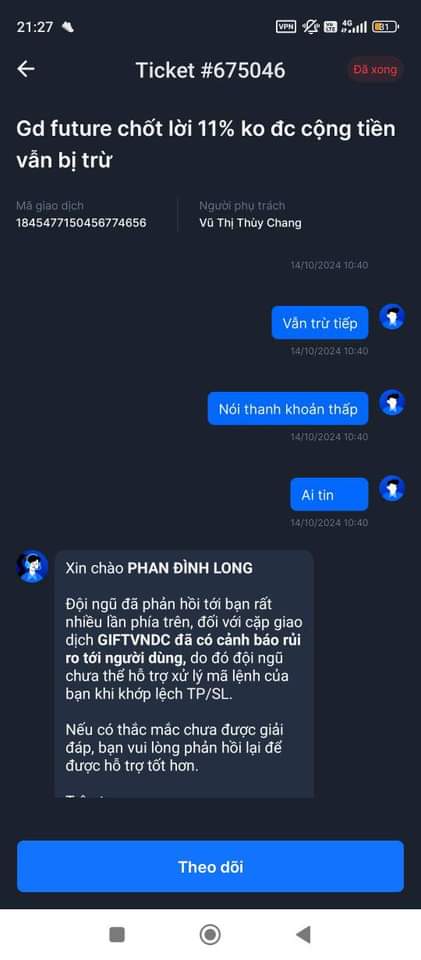 21:27
VPN
Vo
LTE
4G
31
Ticket #675046
Đã xong
Gd future chốt lời 11% ko đc cộng tiền
vẫn bị trừ
Mã giao dịch
1845477150456774656
Người phụ trách
Vũ Thị Thùy Chang
14/10/2024 10:40
Vẫn trừ tiếp
14/10/2024 10:40
Nói thanh khoản thấp
14/10/2024 10:40
Ai tin
14/10/2024 10:40
Xin chào PHAN ĐÌNH LONG
Đội ngũ đã phản hồi tới bạn rất
nhiều lần phía trên, đối với cặp giao
dịch GIFTVNDC đã có cảnh báo rủi
ro tới người dùng, do đó đội ngũ
chưa thể hỗ trợ xử lý mã lệnh của
bạn khi khớp lệch TP/SL.
Nếu có thắc mắc chưa được giải
đáp, bạn vui lòng phản hồi lại để
được hỗ trợ tốt hơn.
Theo dõi